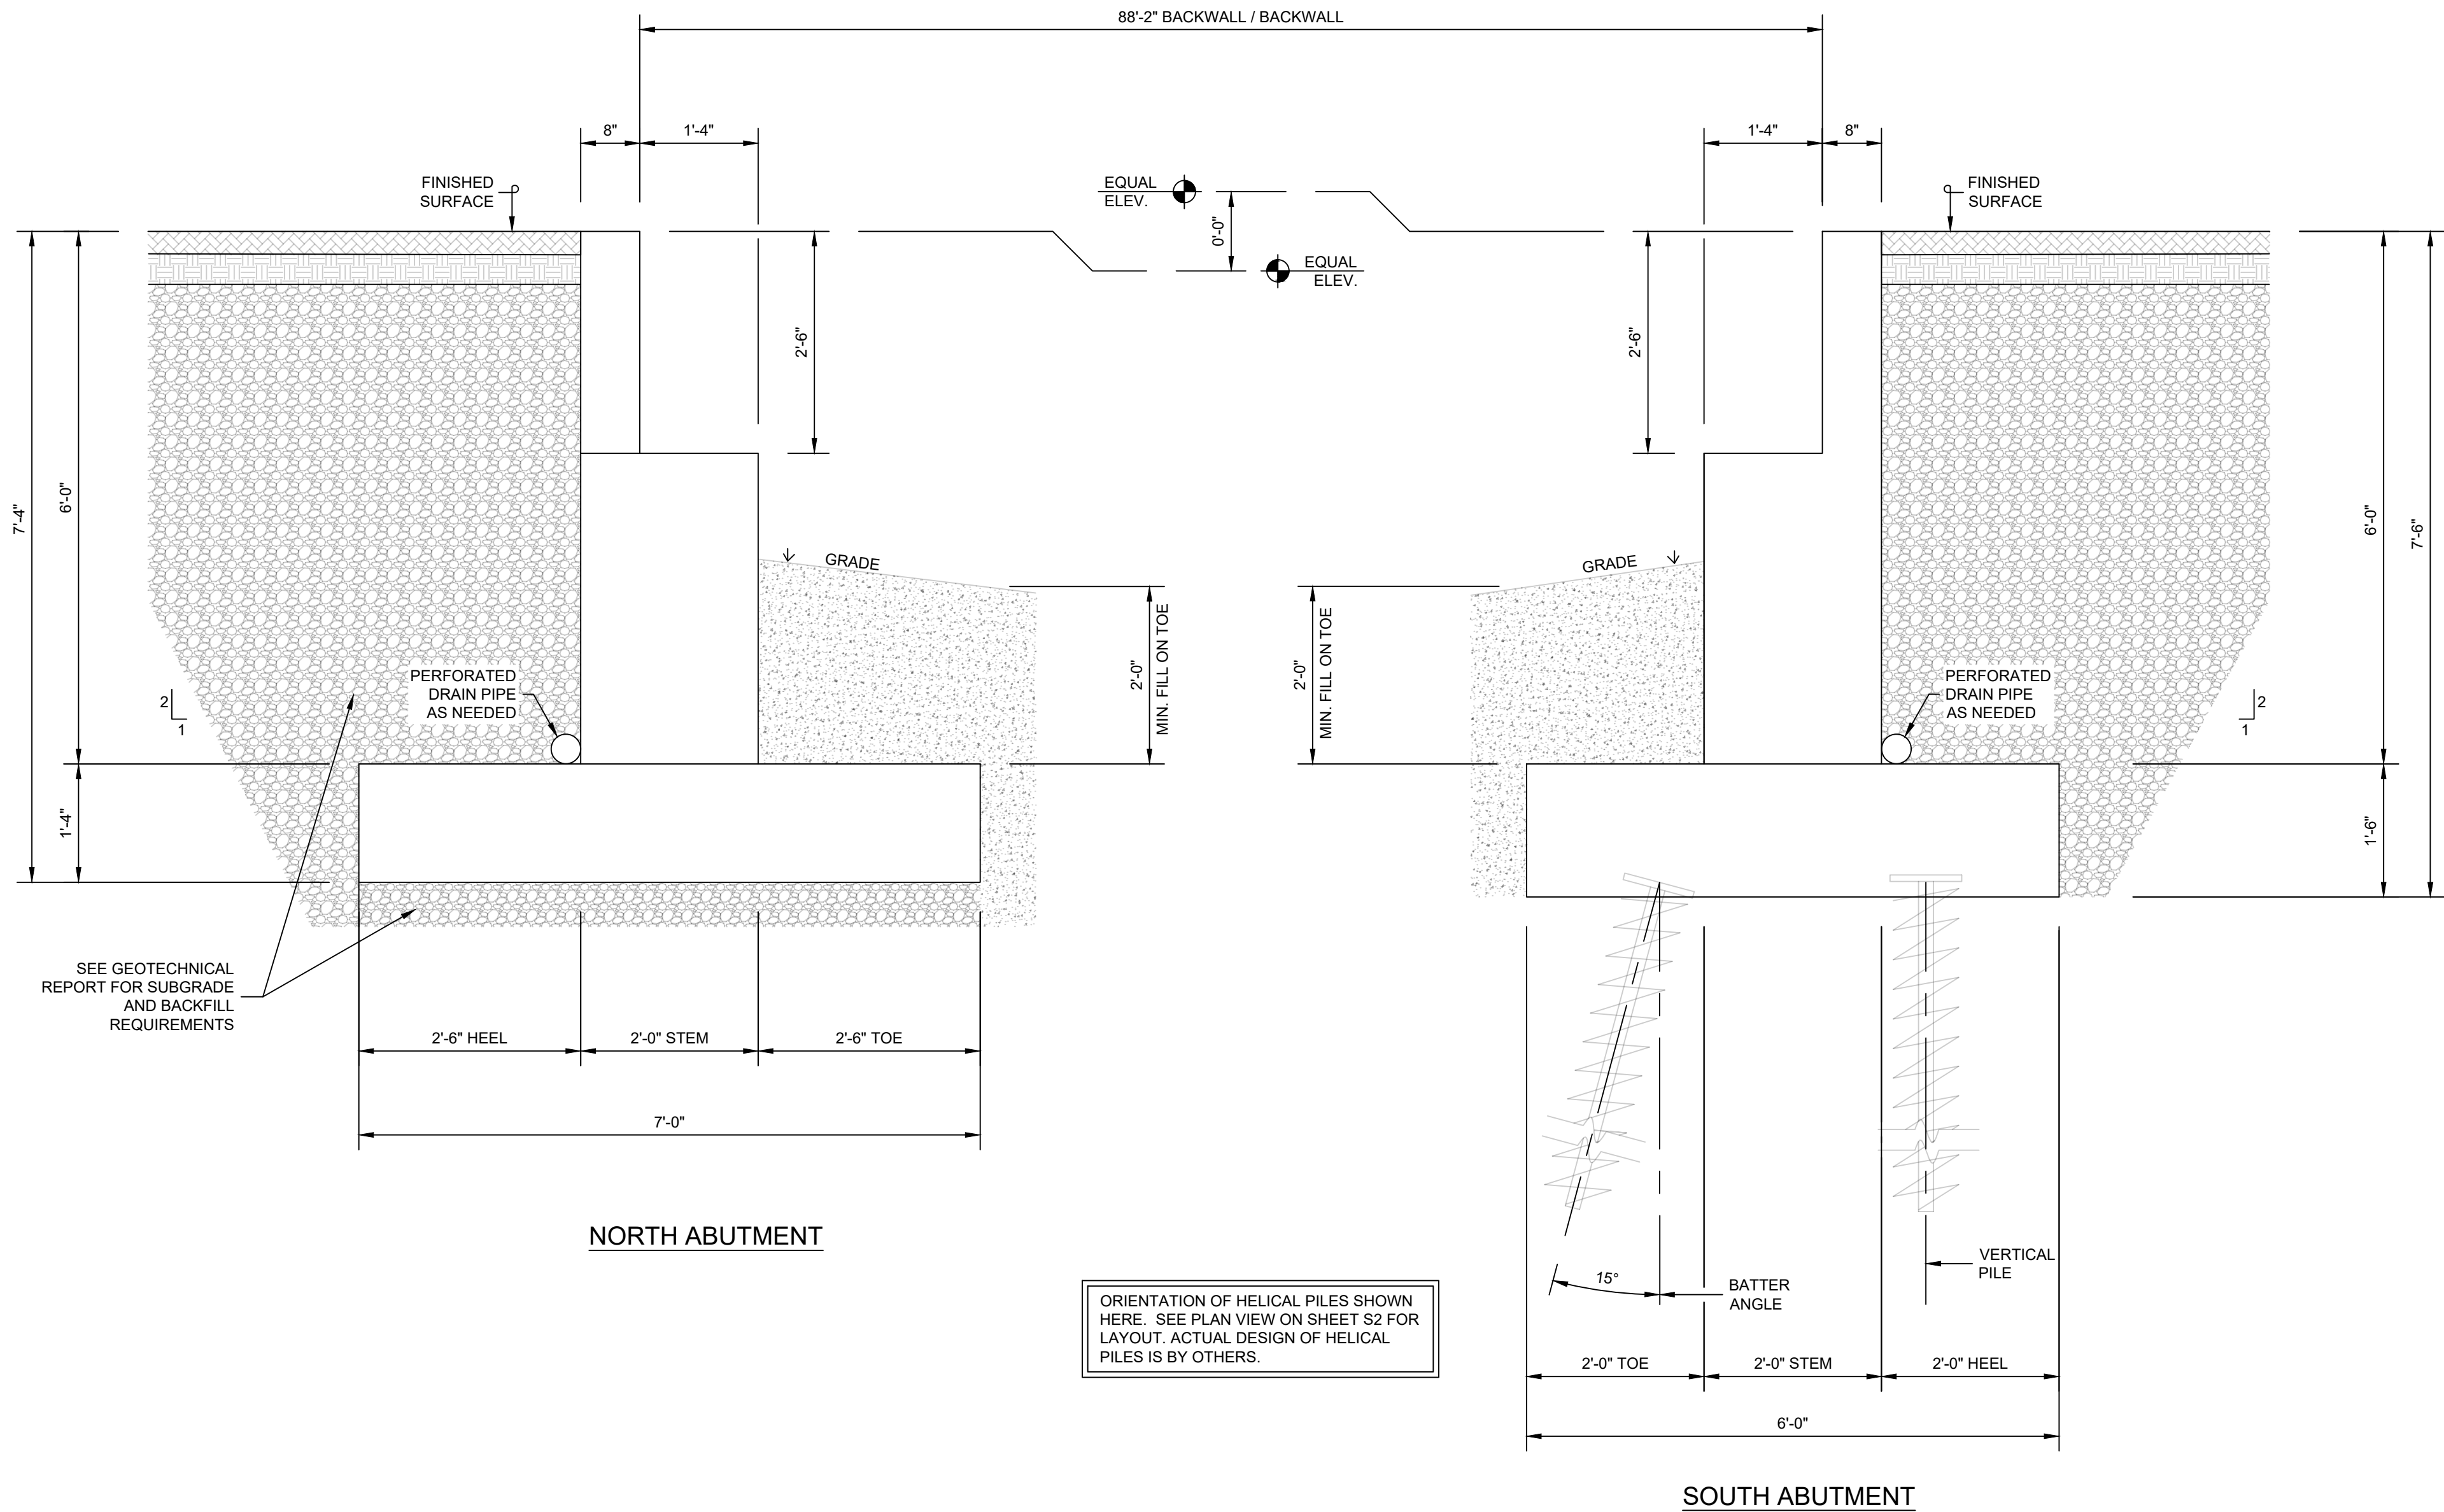 88'-2" BACKWALL / BACKWALL
8"
1'-4"
1'-4"
8"
FINISHED
SURFACE
EQUAL
ELEV.
0'-0"
EQUAL
ELEV.
FINISHED
SURFACE
7'-4"
6'-0"
2'-6"
2'-6"
6'-0"
7'-6"
GRADE
GRADE
2'-0"
MIN. FILL ON TOE
2'-0"
MIN. FILL ON TOE
PERFORATED
DRAIN PIPE
AS NEEDED
PERFORATED
DRAIN PIPE
AS NEEDED
2
1
2
1
1'-4"
1'-6"
SEE GEOTECHNICAL
REPORT FOR SUBGRADE
AND BACKFILL
REQUIREMENTS
2'-6" HEEL
2'-0" STEM
2'-6" TOE
7'-0"
NORTH ABUTMENT
15°
BATTER
ANGLE
VERTICAL
PILE
ORIENTATION OF HELICAL PILES SHOWN
HERE. SEE PLAN VIEW ON SHEET S2 FOR
LAYOUT. ACTUAL DESIGN OF HELICAL
PILES IS BY OTHERS.
2'-0" TOE
2'-0" STEM
2'-0" HEEL
6'-0"
SOUTH ABUTMENT